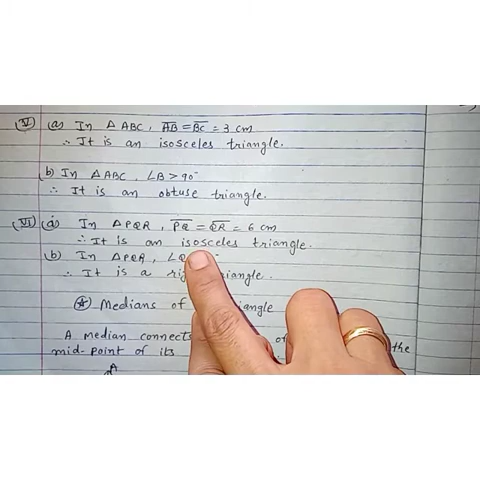 (V) (a) In △ABC, AB = BC = 3 cm
∴ It is an isosceles triangle.
(b) In △ABC, ∠B > 90°
∴ It is an obtuse triangle.
(VI) (a) In △PQR, PQ = QR = 6 cm
∴ It is an isosceles triangle.
(b) In △PQR, ∠Q
∴ It is a
Medians of
A median connects of
mid-point of its the
A